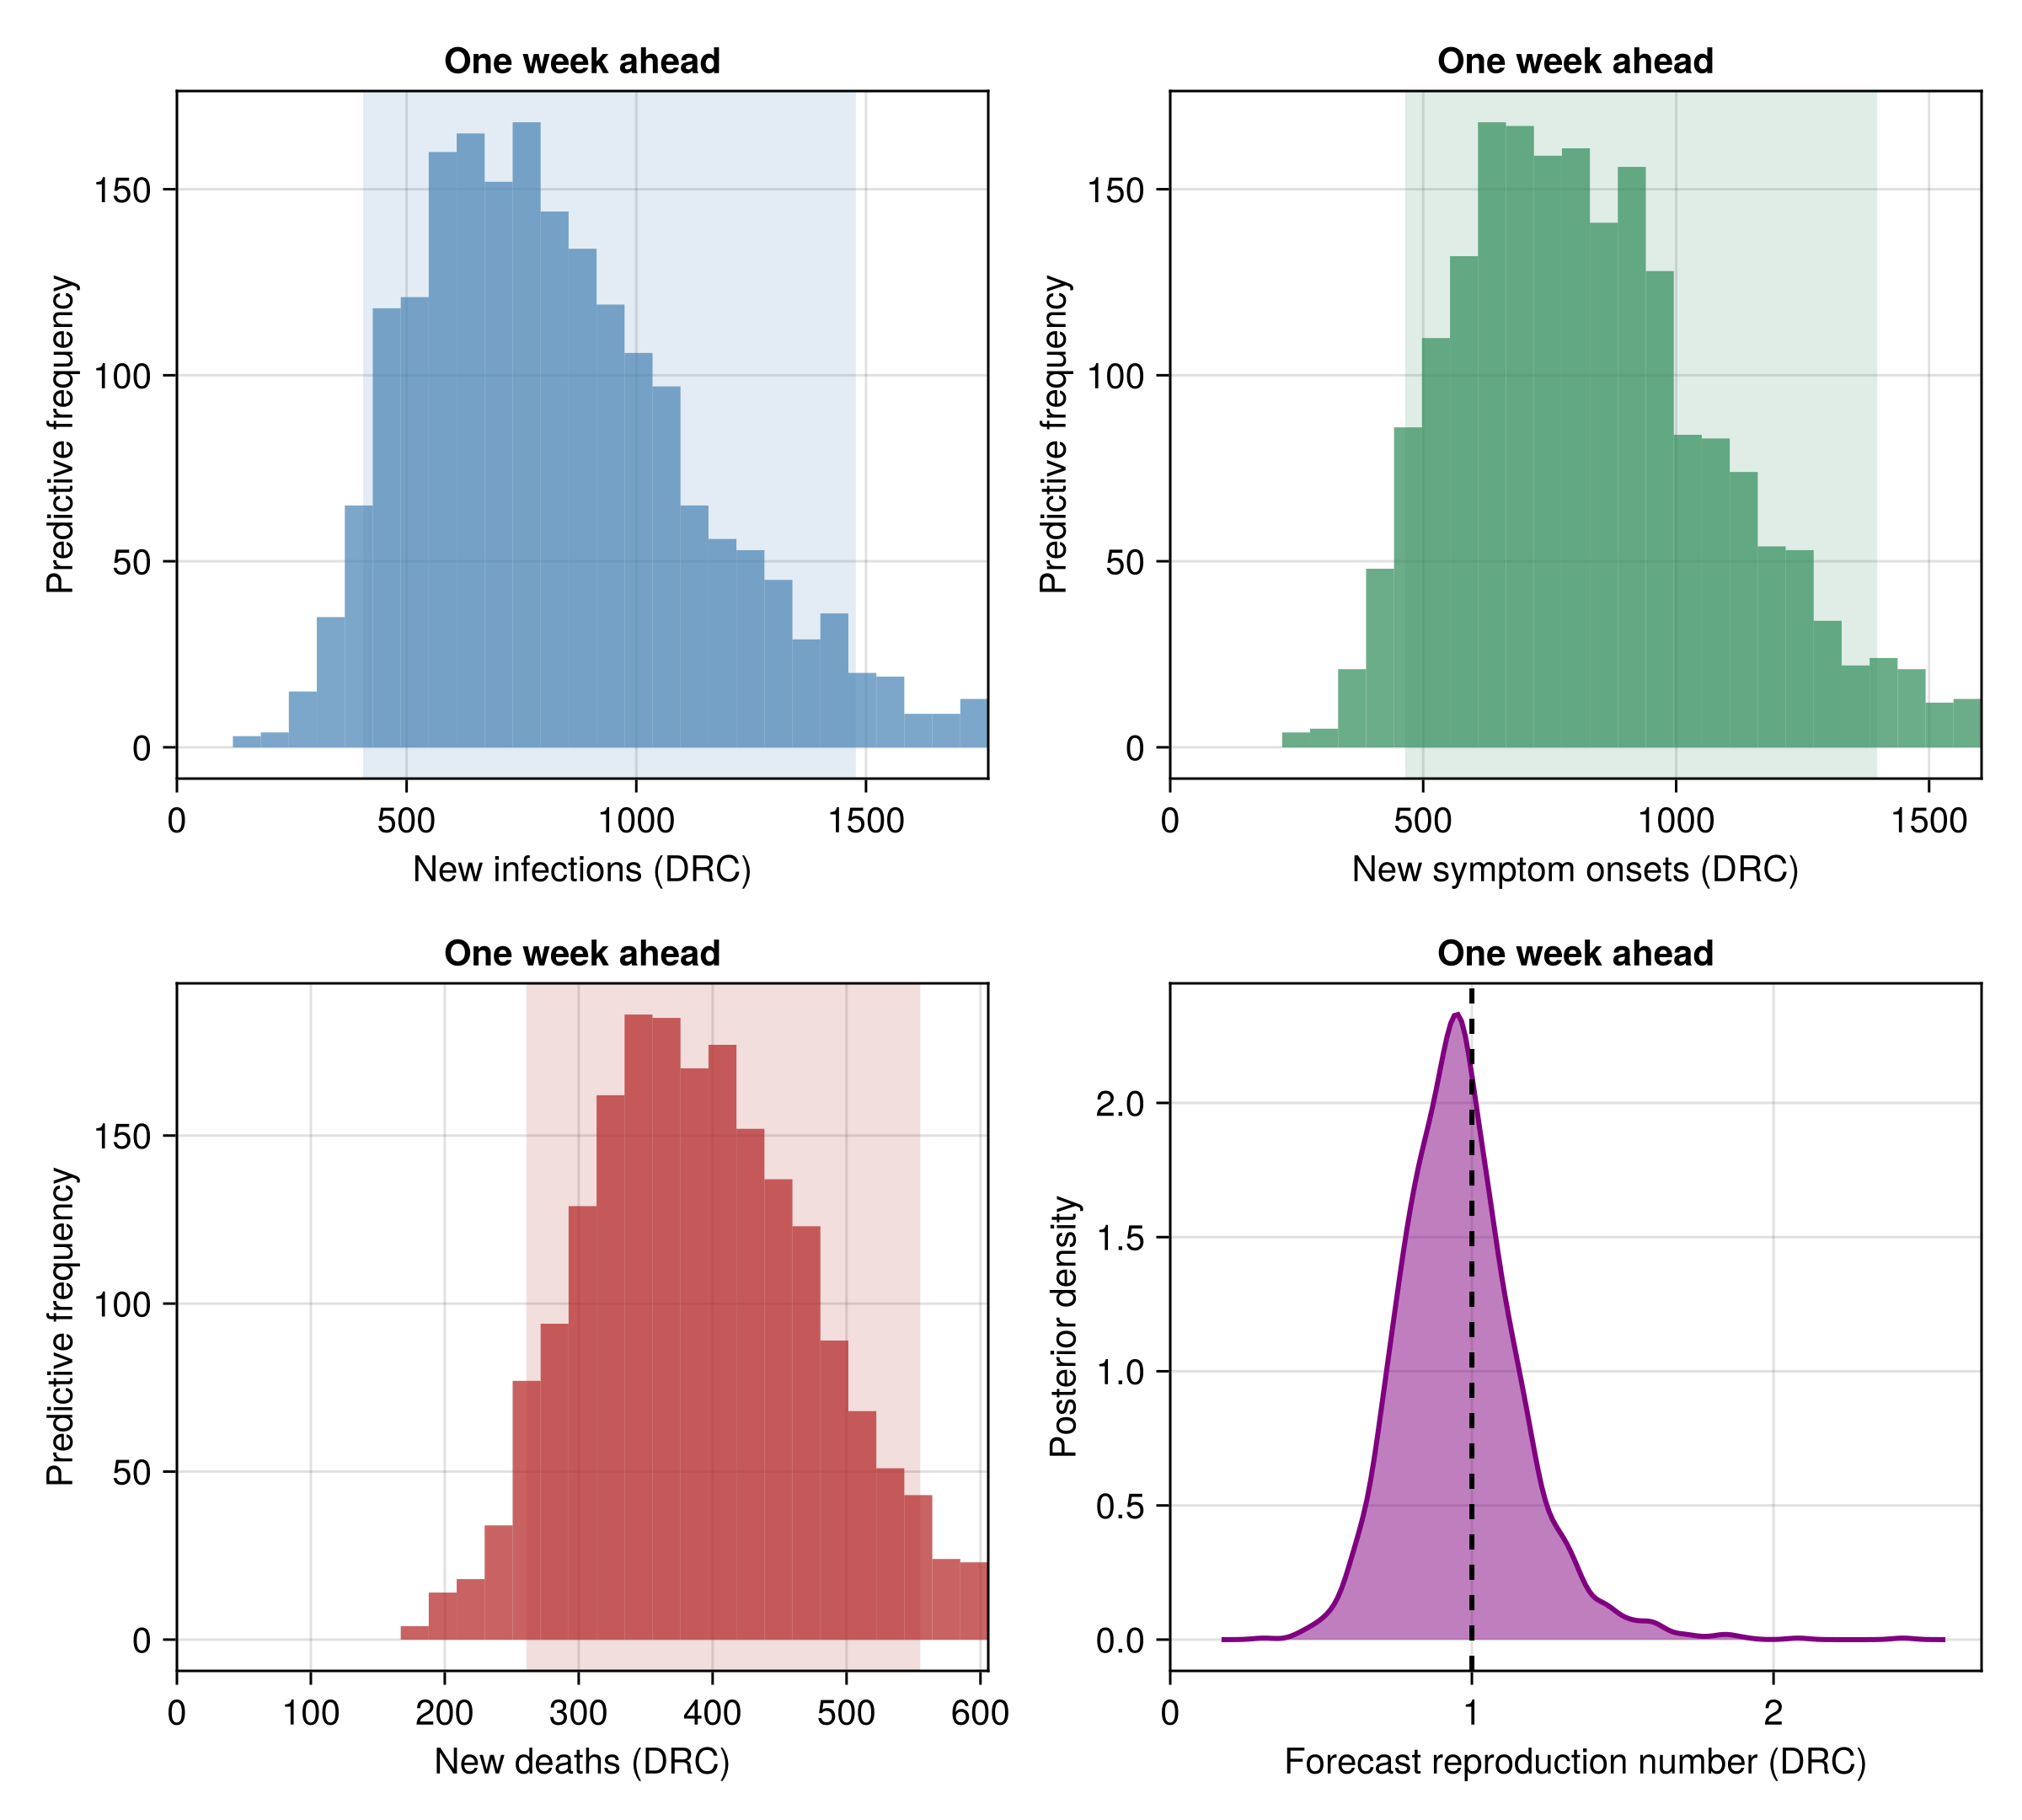 One week ahead
Predictive frequency
150
100
50
0
0 500 1000 1500
New infections (DRC)
One week ahead
Predictive frequency
150
100
50
0
0 500 1000 1500
New symptom onsets (DRC)
One week ahead
Predictive frequency
150
100
50
0
0 100 200 300 400 500 600
New deaths (DRC)
One week ahead
Posterior density
2.0
1.5
1.0
0.5
0.0
0 1 2
Forecast reproduction number (DRC)